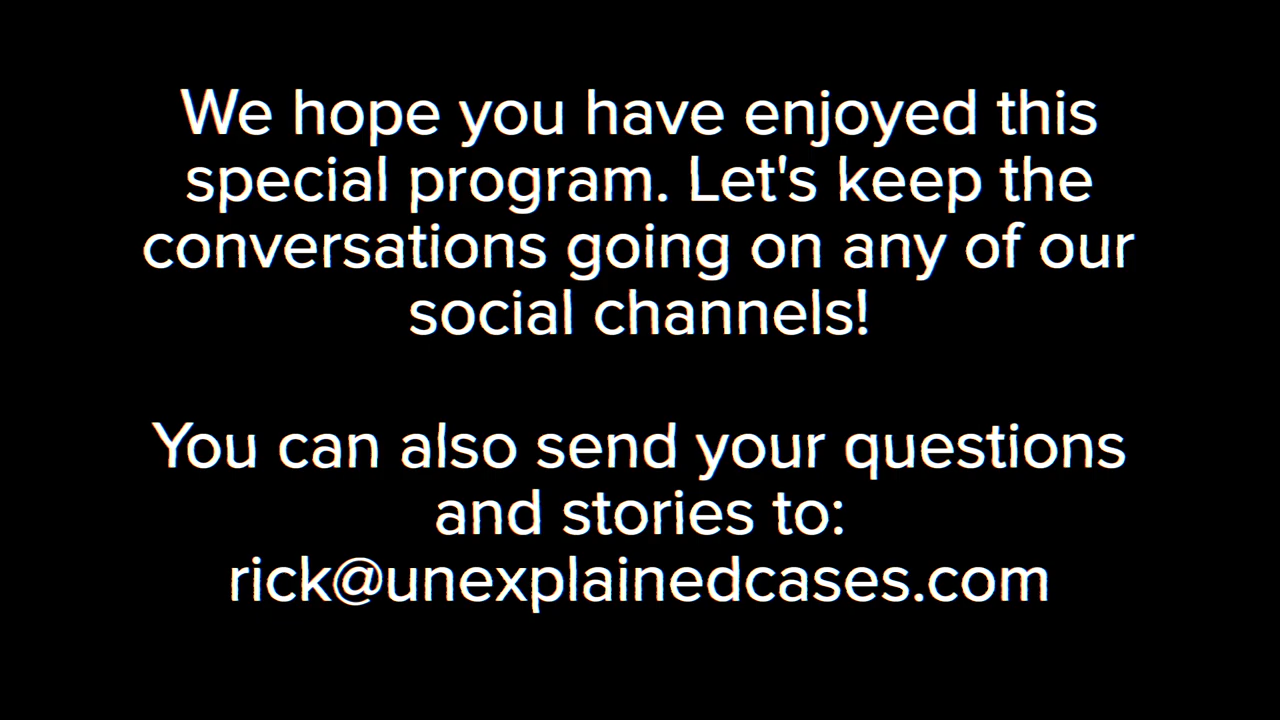 We hope you have enjoyed this
special program. Let's keep the
conversations going on any of our
social channels!
You can also send your questions
and stories to:
rick@unexplainedcases.com